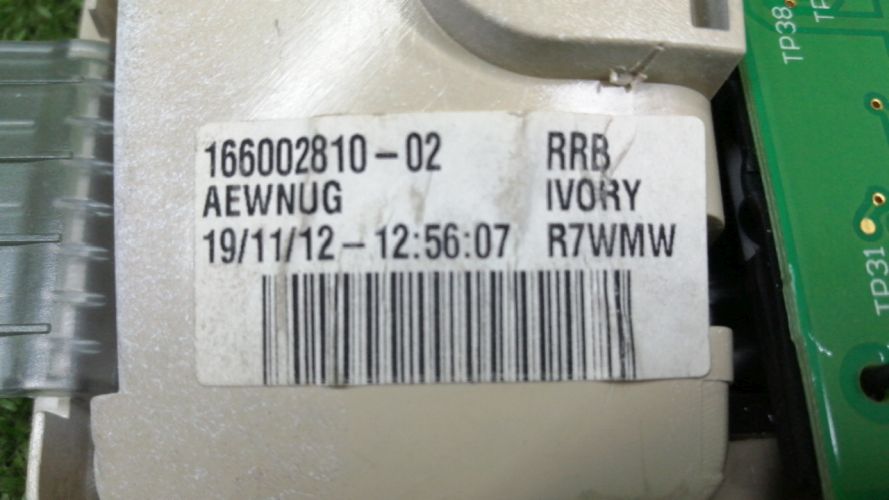 166002810-02 RRB
AEWNUG IVORY
19/11/12-12:56:07 R7WMW
TP38
TP31